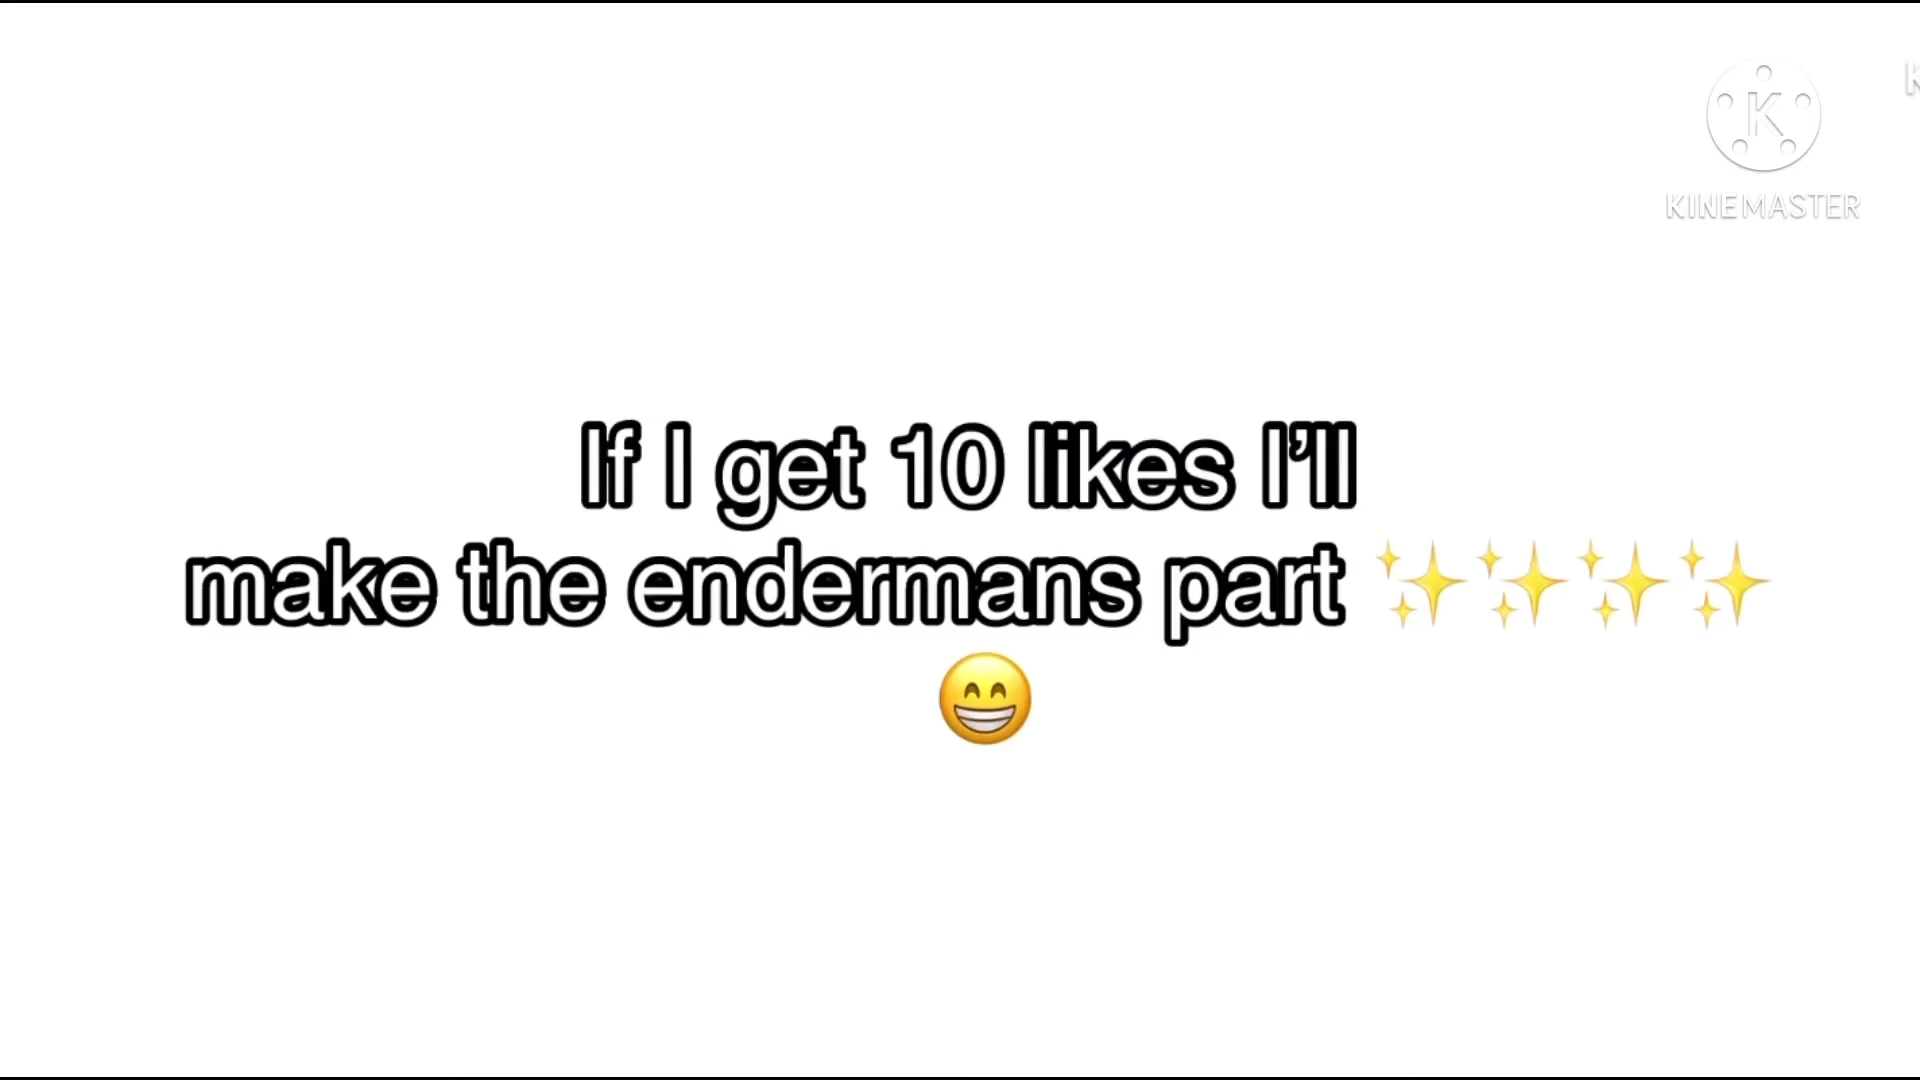 K
KINEMASTER
K
If I get 10 likes I'll
make the endermans part ✨✨✨✨
😁